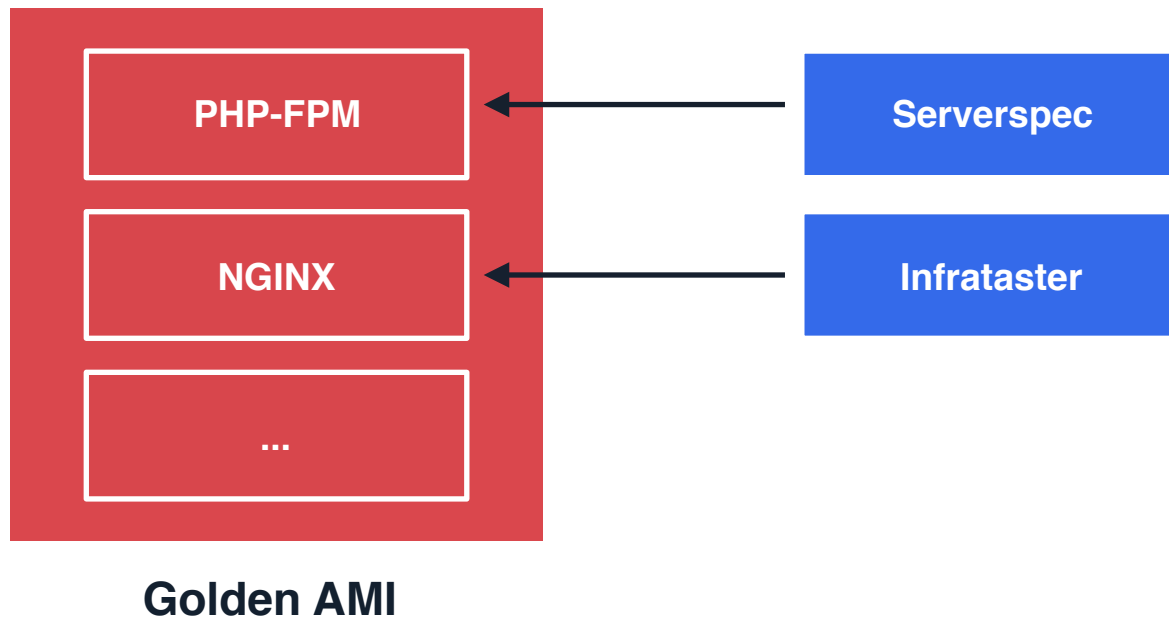 PHP-FPM
Serverspec
NGINX
Infrataster
...
Golden AMI